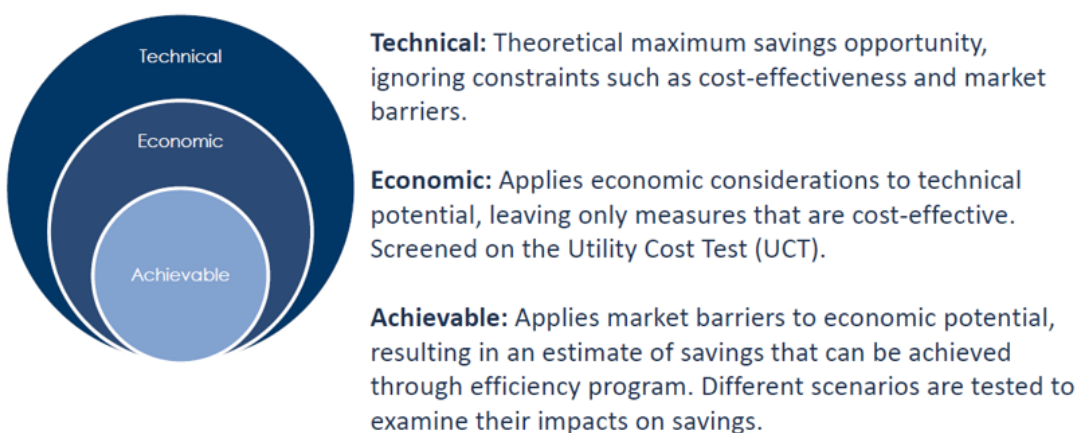 Technical
Economic
Achievable
Technical: Theoretical maximum savings opportunity,
ignoring constraints such as cost-effectiveness and market
barriers.
Economic: Applies economic considerations to technical
potential, leaving only measures that are cost-effective.
Screened on the Utility Cost Test (UCT).
Achievable: Applies market barriers to economic potential,
resulting in an estimate of savings that can be achieved
through efficiency program. Different scenarios are tested to
examine their impacts on savings.